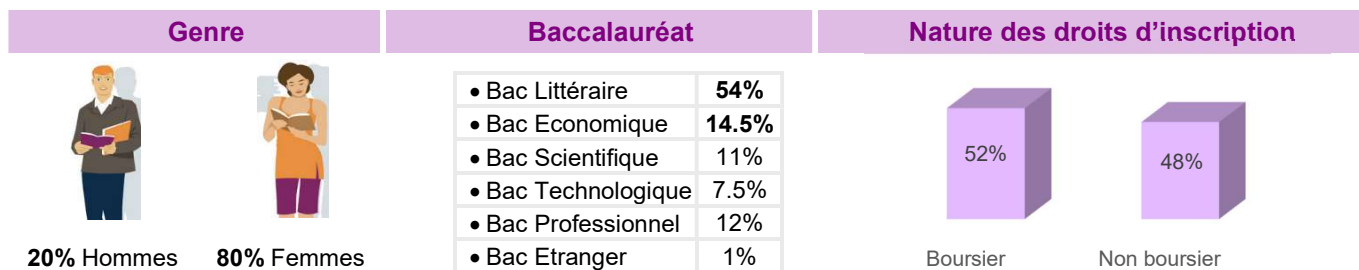 Genre
20% Hommes 80% Femmes
Baccalauréat
• Bac Littéraire 54%
• Bac Economique 14.5%
• Bac Scientifique 11%
• Bac Technologique 7.5%
• Bac Professionnel 12%
• Bac Etranger 1%
Nature des droits d’inscription
52% 48%
Boursier Non boursier